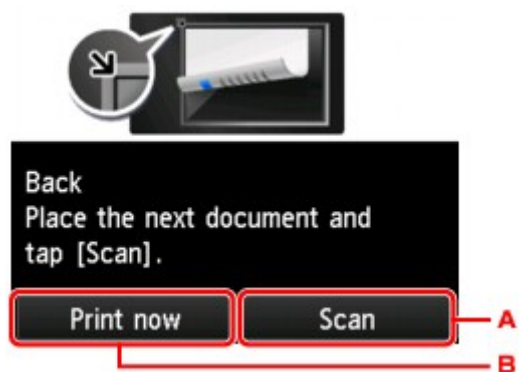 Back
Place the next document and
tap [Scan].
Print now Scan A
B